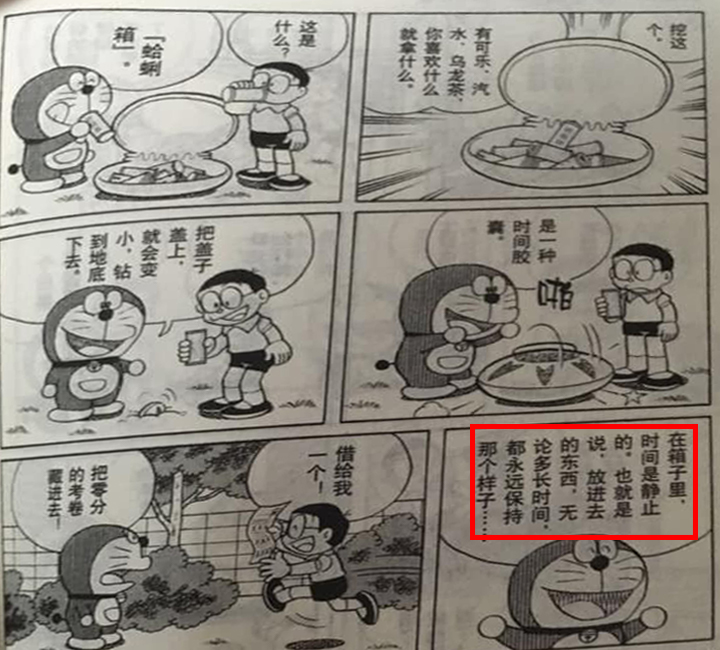 挖这
个。
有可乐、汽
水、乌龙茶、
你喜欢什么
就拿什么。
这是
什么?
「蛤蜊
箱」。
是一种
时间胶
囊。
把盖子
盖上,
就会变
小,钻
到地底
下去。
在箱子里、
时间是静止
的。也就是
说,放进去
的东西,无
论多长时间,
都永远保持
那个样子……
借给我
一个!
把零分
的考卷
藏进去!